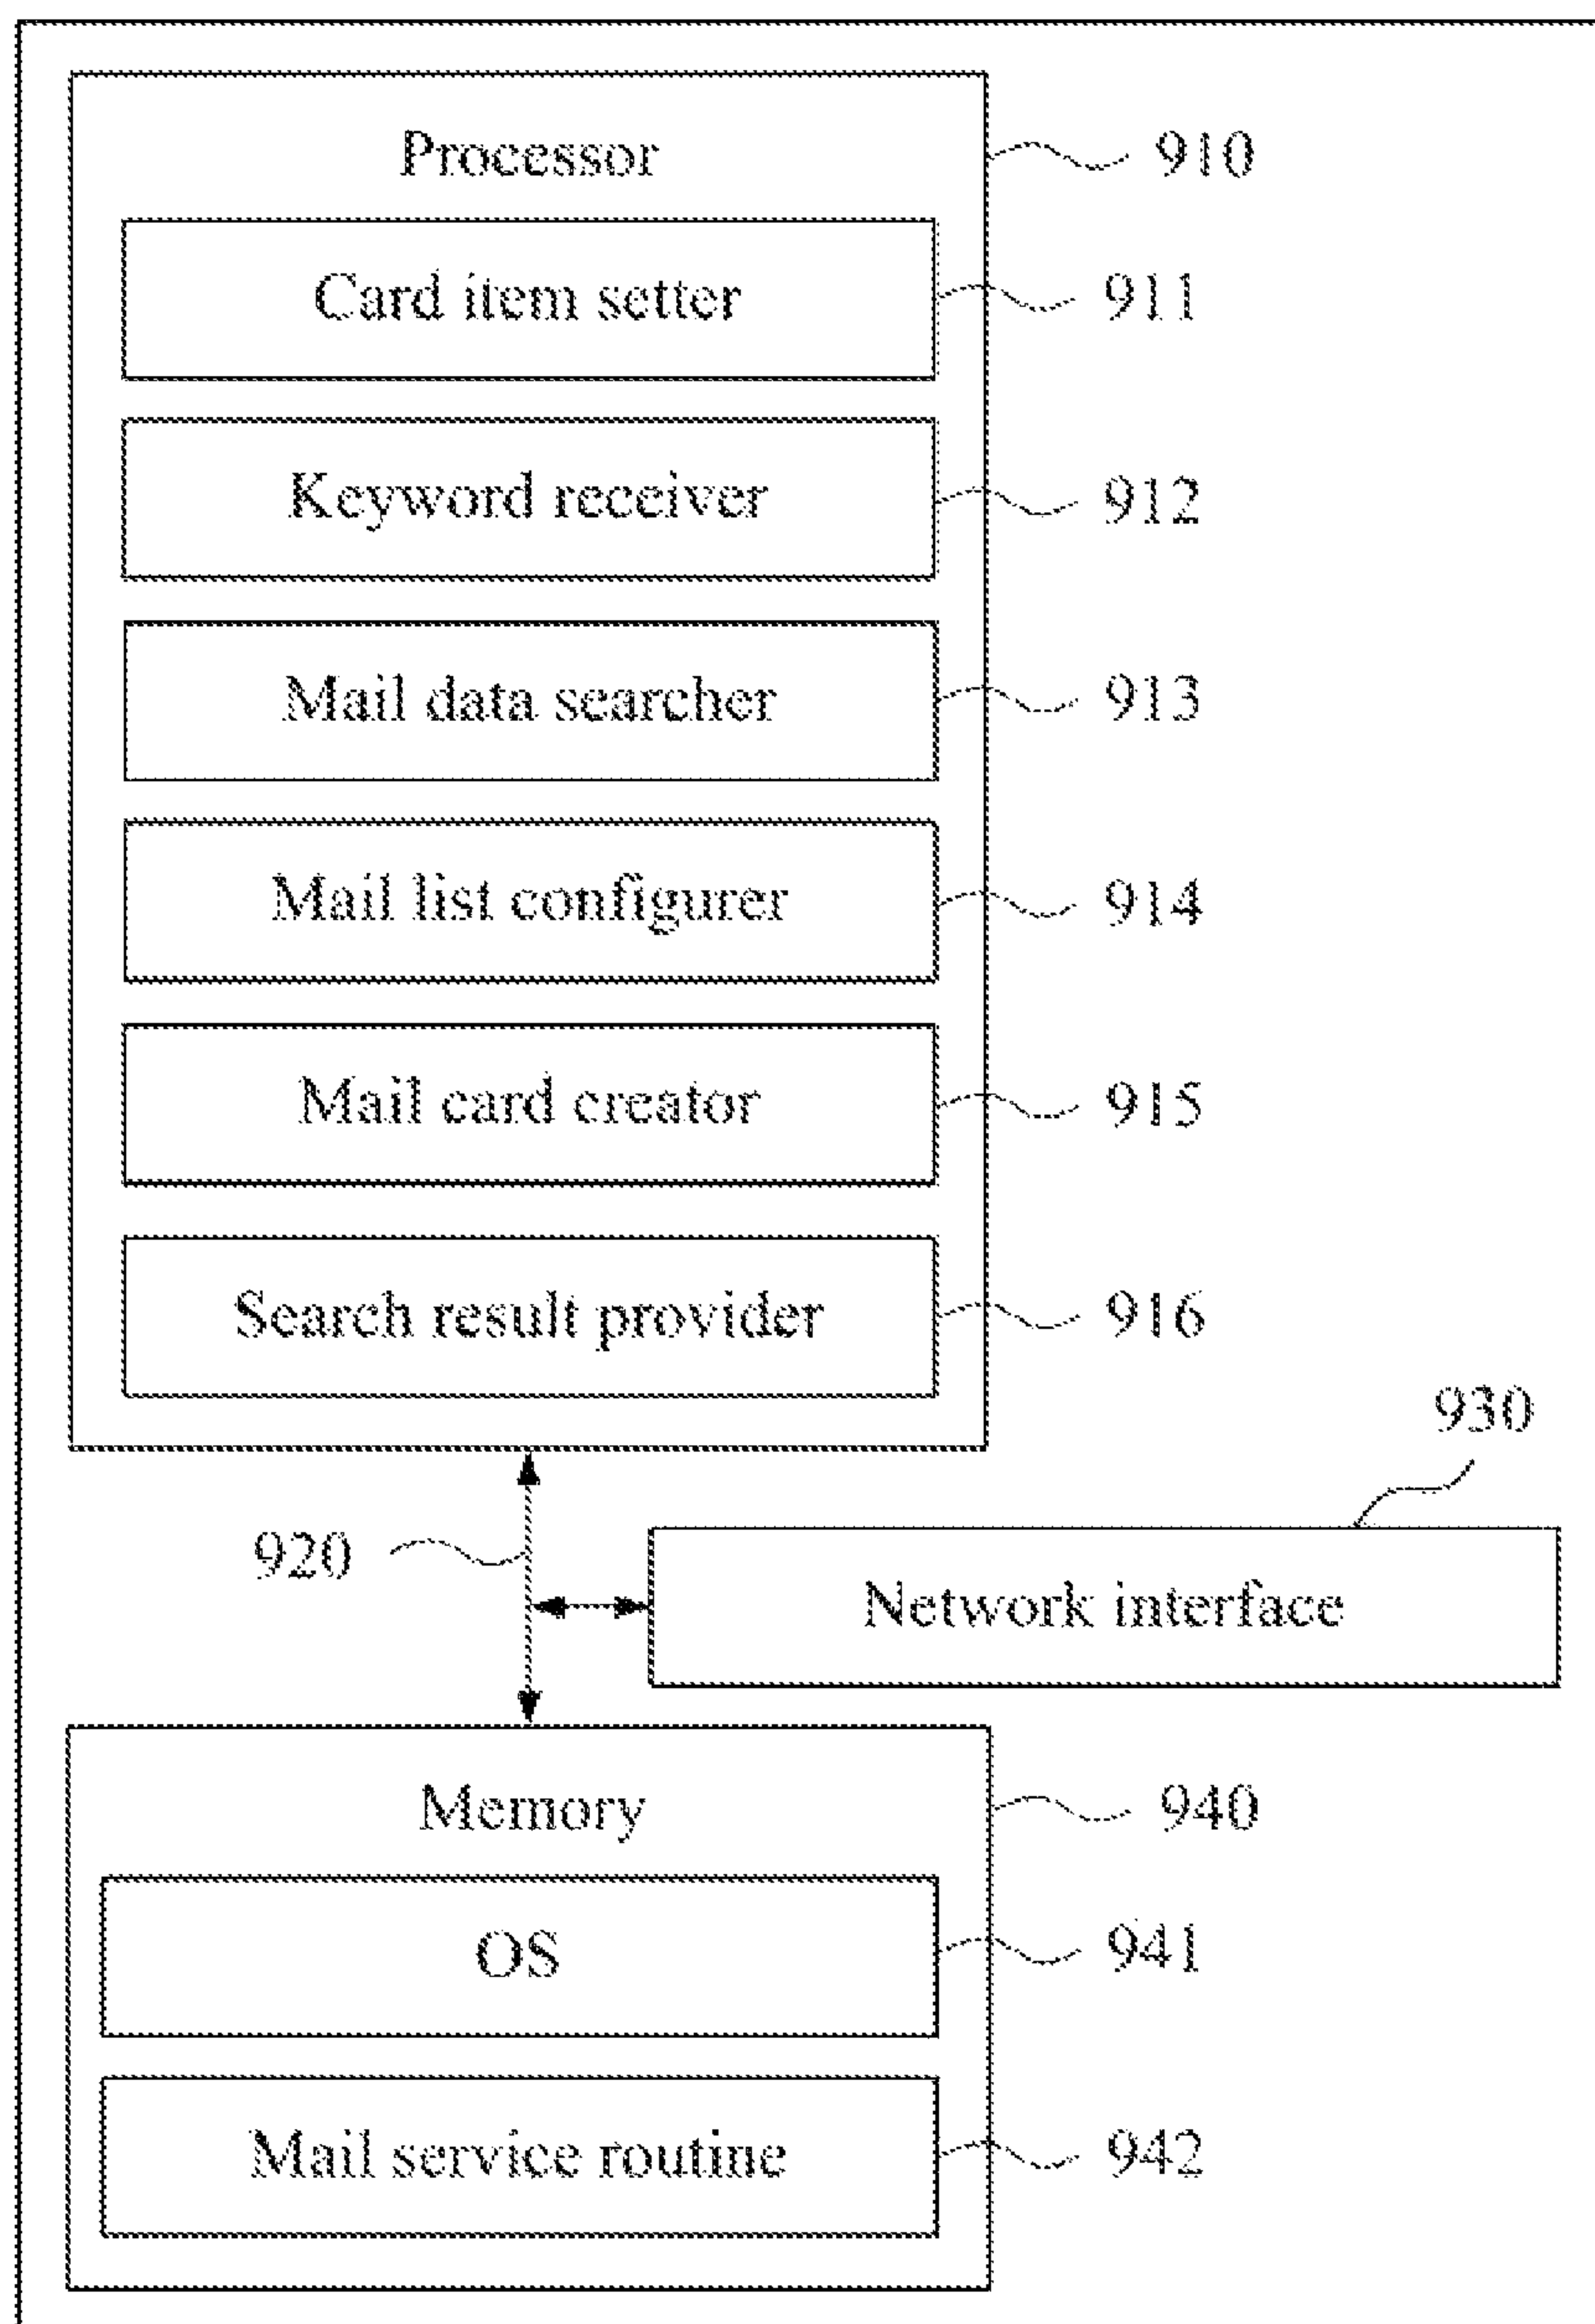 Processor
910
Card item setter
911
Keyword receiver
912
Mail data searcher
913
Mail list configurer
914
Mail card creator
915
Search result provider
916
930
920
Network interface
Memory
940
OS
941
Mail service routine
942